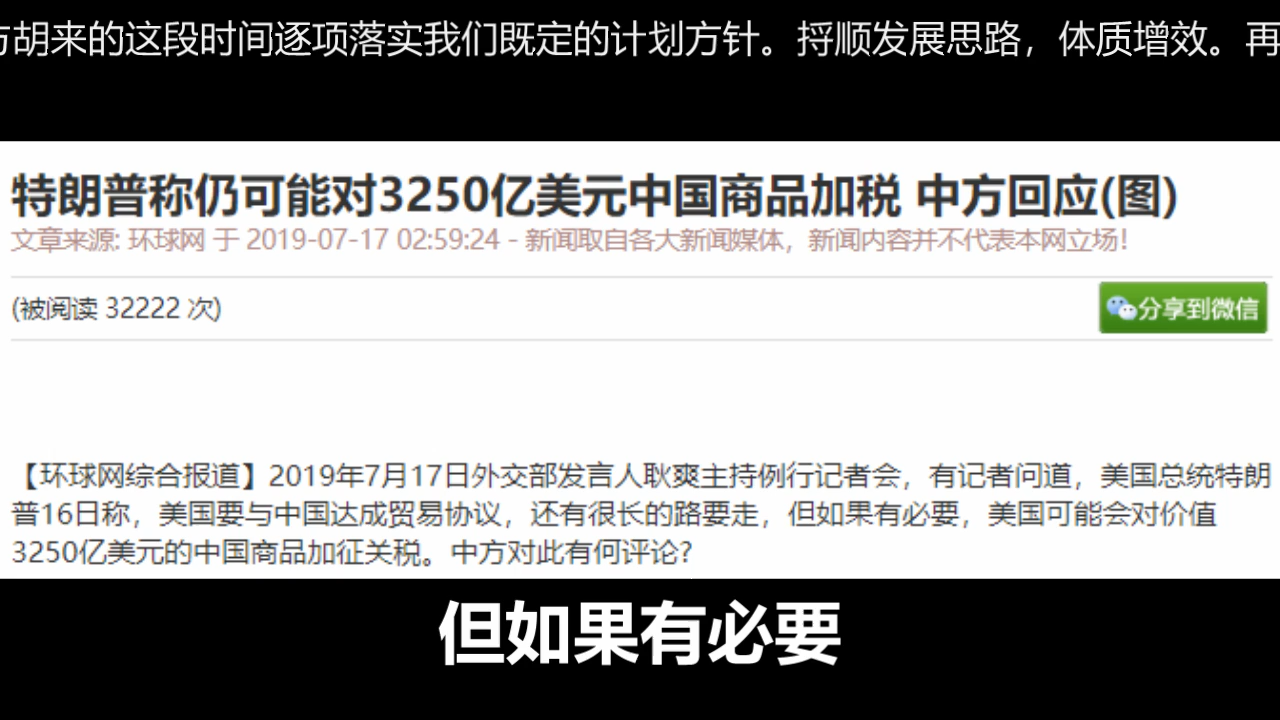 胡来的这段时间逐项落实我们既定的计划方针。捋顺发展思路，体质增效。再
特朗普称仍可能对3250亿美元中国商品加税 中方回应(图)
文章来源: 环球网 于 2019-07-17 02:59:24 - 新闻取自各大新闻媒体，新闻内容并不代表本网立场!
(被阅读 32222 次)
分享到微信
【环球网综合报道】2019年7月17日外交部发言人耿爽主持例行记者会，有记者问道，美国总统特朗
普16日称，美国要与中国达成贸易协议，还有很长的路要走，但如果有必要，美国可能会对价值
3250亿美元的中国商品加征关税。中方对此有何评论?
但如果有必要